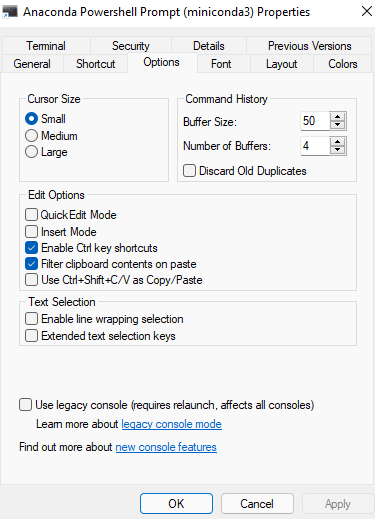 Anaconda Powershell Prompt (miniconda3) Properties
Terminal Security Details Previous Versions
General Shortcut Options Font Layout Colors
Cursor Size
Small
Medium
Large
Command History
Buffer Size: 50
Number of Buffers: 4
Discard Old Duplicates
Edit Options
QuickEdit Mode
Insert Mode
Enable Ctrl key shortcuts
Filter clipboard contents on paste
Use Ctrl+Shift+C/V as Copy/Paste
Text Selection
Enable line wrapping selection
Extended text selection keys
Use legacy console (requires relaunch, affects all consoles)
Learn more about legacy console mode
Find out more about new console features
OK Cancel Apply